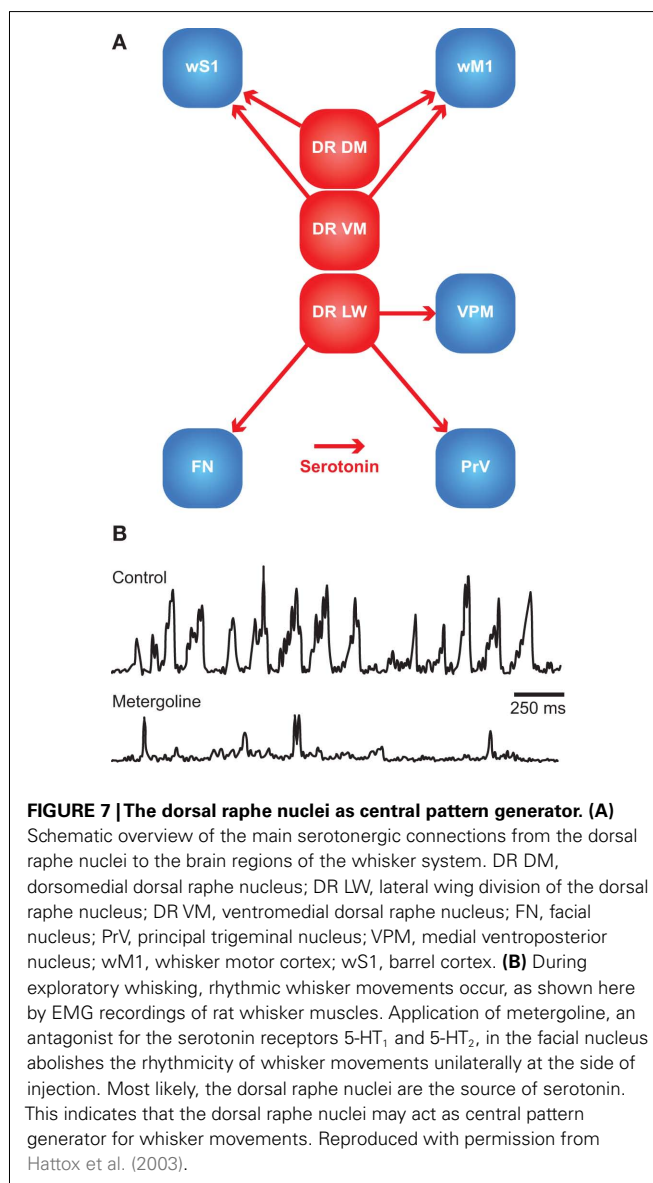 A
wS1
wM1
DR DM
DR VM
DR LW
VPM
FN
Serotonin
PrV
B
Control
250 ms
Metergoline
FIGURE 7 | The dorsal raphe nuclei as central pattern generator. (A)
Schematic overview of the main serotonergic connections from the dorsal
raphe nuclei to the brain regions of the whisker system. DR DM,
dorsomedial dorsal raphe nucleus; DR LW, lateral wing division of the dorsal
raphe nucleus; DR VM, ventromedial dorsal raphe nucleus; FN, facial
nucleus; PrV, principal trigeminal nucleus; VPM, medial ventroposterior
nucleus; wM1, whisker motor cortex; wS1, barrel cortex. (B) During
exploratory whisking, rhythmic whisker movements occur, as shown here
by EMG recordings of rat whisker muscles. Application of metergoline, an
antagonist for the serotonin receptors 5-HT₁ and 5-HT₂, in the facial nucleus
abolishes the rhythmicity of whisker movements unilaterally at the side of
injection. Most likely, the dorsal raphe nuclei are the source of serotonin.
This indicates that the dorsal raphe nuclei may act as central pattern
generator for whisker movements. Reproduced with permission from
Hattox et al. (2003).